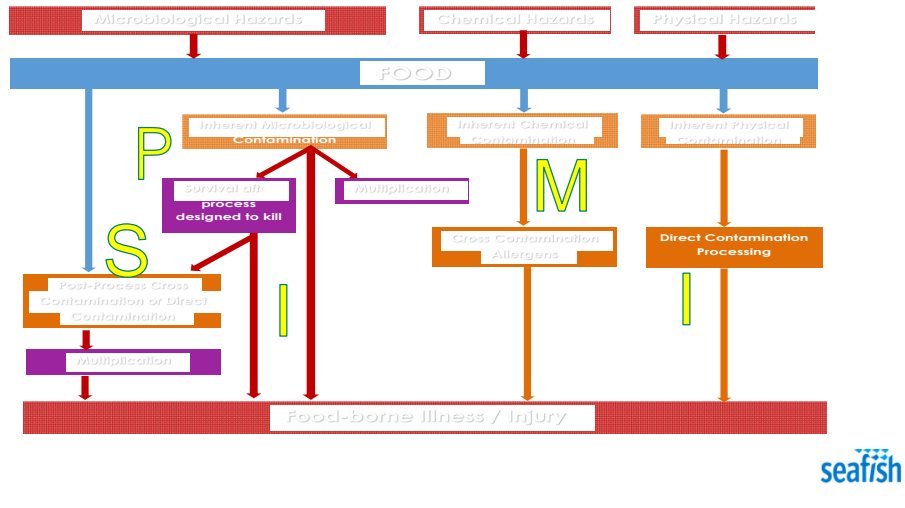 Microbiological Hazards
Chemical Hazards
Physical Hazards
FOOD
Inherent Microbiological
Contamination
Inherent Chemical
Contamination
Inherent Physical
Contamination
P
M
Survival aft
process
designed to kill
Multiplication
S
Cross Contamination
Allergens
Direct Contamination
Processing
Post-Process Cross
Contamination or Direct
Contamination
I
I
Multiplication
Food-borne Illness / Injury
seafish